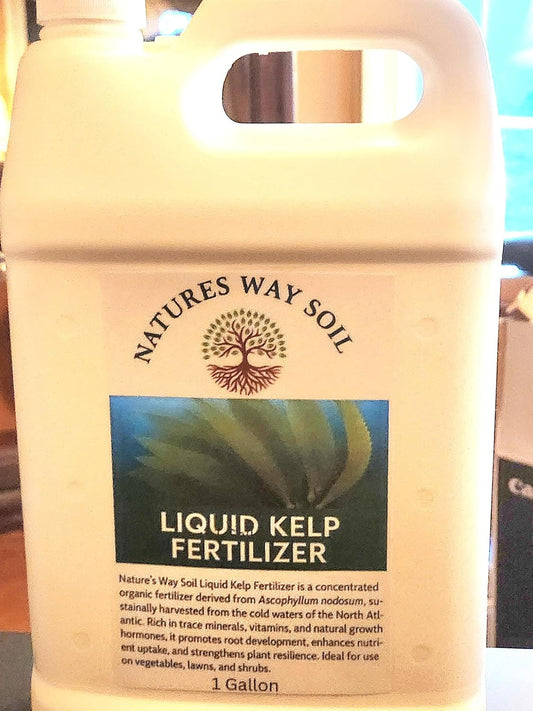 NATURES WAY SOIL
LIQUID KELP
FERTILIZER
Nature's Way Soil Liquid Kelp Fertilizer is a concentrated
organic fertilizer derived from Ascophyllum nodosum, su-
stainally harvested from the cold waters of the North Atl-
antic. Rich in trace minerals, vitamins, and natural growth
hormones, it promotes root development, enhances nutri-
ent uptake, and strengthens plant resilience. Ideal for use
on vegetables, lawns, and shrubs.
1 Gallon